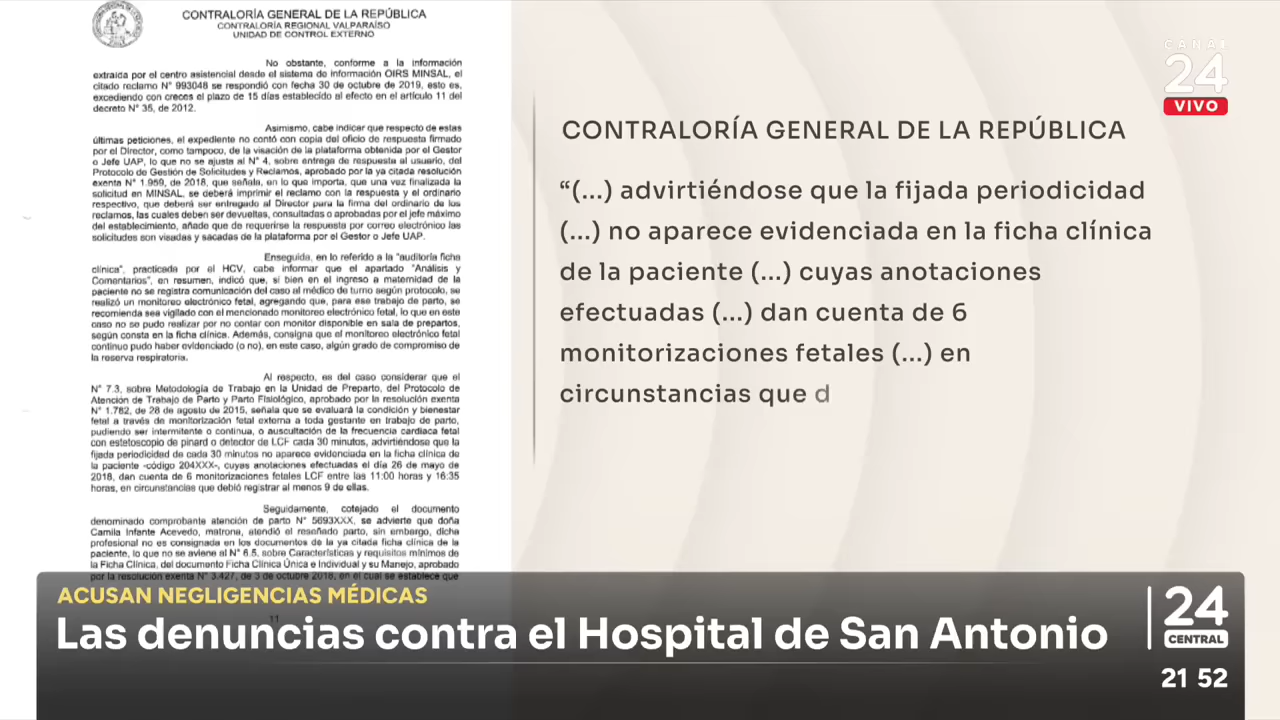 CONTRALORÍA GENERAL DE LA REPÚBLICA
CONTRALORÍA REGIONAL VALPARAÍSO
UNIDAD DE CONTROL EXTERNO
No obstante, conforme a la información
extraída por el centro asistencial desde el sistema de información OIRS MINSAL, el
citado reclamo N° 993048 se respondió con fecha 30 de octubre de 2019, esto es,
excediendo con creces el plazo de 15 días establecido al efecto en el artículo 11 del
decreto N° 35, de 2012.
Asimismo, cabe indicar que respecto de estas
últimas peticiones, el expediente no contó con copia del oficio de respuesta firmado
por el Director, como tampoco, de la visación de la plataforma obtenida por el Gestor
o Jefe UAP, lo que no se ajusta al N° 4, sobre entrega de respuesta al usuario, del
Protocolo de Gestión de Solicitudes y Reclamos, aprobado por la ya citada resolución
exenta N° 1.959, de 2018, que señala, en lo que importa, que una vez finalizada la
solicitud en MINSAL, se deberá imprimir el reclamo con la respuesta y el ordinario
respectivo, que deberá ser entregado al Director para la firma del ordinario de los
reclamos, las cuales deben ser devueltas, consultadas o aprobadas por el jefe máximo
del establecimiento, añade que de requerirse la respuesta por correo electrónico las
solicitudes son visadas y sacadas de la plataforma por el Gestor o Jefe UAP.
Enseguida, en lo referido a la "auditoría ficha
clínica", practicada por el HCV, cabe informar que el apartado "Análisis y
Comentarios", en resumen, indicó que, si bien en el ingreso a maternidad de la
paciente no se registra comunicación del caso al médico de turno según protocolo, se
realizó un monitoreo electrónico fetal, agregando que, para ese trabajo de parto, se
recomienda sea vigilado con el mencionado monitoreo electrónico fetal, lo que en este
caso no se pudo realizar por no contar con monitor disponible en sala de prepartos,
según consta en la ficha clínica. Además, consigna que el monitoreo electrónico fetal
continuo pudo haber evidenciado (o no), en este caso, algún grado de compromiso de
la reserva respiratoria.
Al respecto, es del caso considerar que el
N° 7.3, sobre Metodología de Trabajo en la Unidad de Preparto, del Protocolo de
Atención de Trabajo de Parto y Parto Fisiológico, aprobado por la resolución exenta
N° 1.762, de 28 de agosto de 2015, señala que se evaluará la condición y bienestar
fetal a través de monitorización fetal externa a toda gestante en trabajo de parto,
pudiendo ser intermitente o continua, o auscultación de la frecuencia cardiaca fetal
con estetoscopio de pinard o detector de LCF cada 30 minutos, advirtiéndose que la
fijada periodicidad de cada 30 minutos no aparece evidenciada en la ficha clínica de
la paciente -código 204XXX-, cuyas anotaciones efectuadas el día 26 de mayo de
2018, dan cuenta de 6 monitorizaciones fetales LCF entre las 11:00 horas y 16:35
horas, en circunstancias que debió registrar al menos 9 de ellas.
Seguidamente, cotejado el documento
denominado comprobante atención de parto N° 5693XXX, se advierte que doña
Camila Infante Acevedo, matrona, atendió el reseñado parto, sin embargo, dicha
profesional no es consignada en los documentos de la ya citada ficha clínica de la
paciente, lo que no se aviene al N° 6.5, sobre Características y requisitos mínimos de
la Ficha Clínica, del documento Ficha Clínica Única e Individual y su Manejo, aprobado
por la resolución exenta N° 3.427, de 3 de octubre 2018, en el cual se establece que
11
CANAL
24
VIVO
CONTRALORÍA GENERAL DE LA REPÚBLICA
“(...) advirtiéndose que la fijada periodicidad
(...) no aparece evidenciada en la ficha clínica
de la paciente (...) cuyas anotaciones
efectuadas (...) dan cuenta de 6
monitorizaciones fetales (...) en
circunstancias que d
ACUSAN NEGLIGENCIAS MÉDICAS
Las denuncias contra el Hospital de San Antonio
24
CENTRAL
21 52